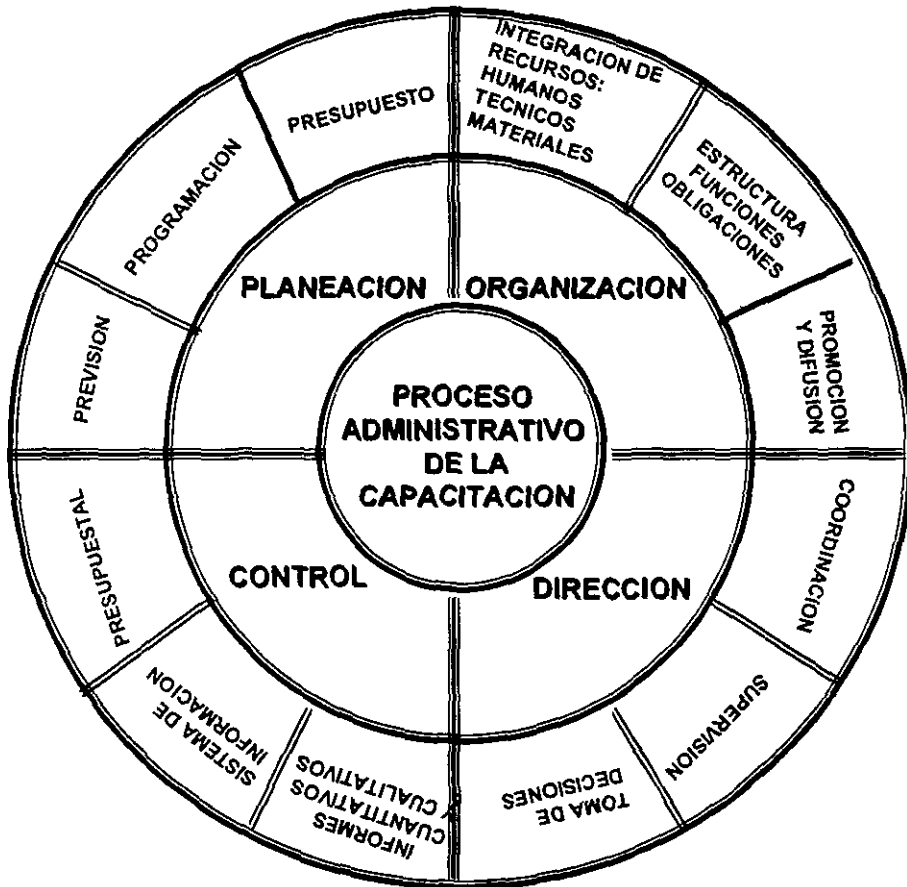 PROCESO
ADMINISTRATIVO
DE LA
CAPACITACION
PLANEACION
ORGANIZACION
DIRECCION
CONTROL
PREVISION
PROGRAMACION
PRESUPUESTO
INTEGRACION DE
RECURSOS:
HUMANOS
TECNICOS
MATERIALES
ESTRUCTURA
FUNCIONES
OBLIGACIONES
PROMOCION
Y DIFUSION
COORDINACION
SUPERVISION
TOMA DE
DECISIONES
INFORMES
CUANTITATIVOS
Y CUALITATIVOS
SISTEMA DE
INFORMACION
PRESUPUESTAL